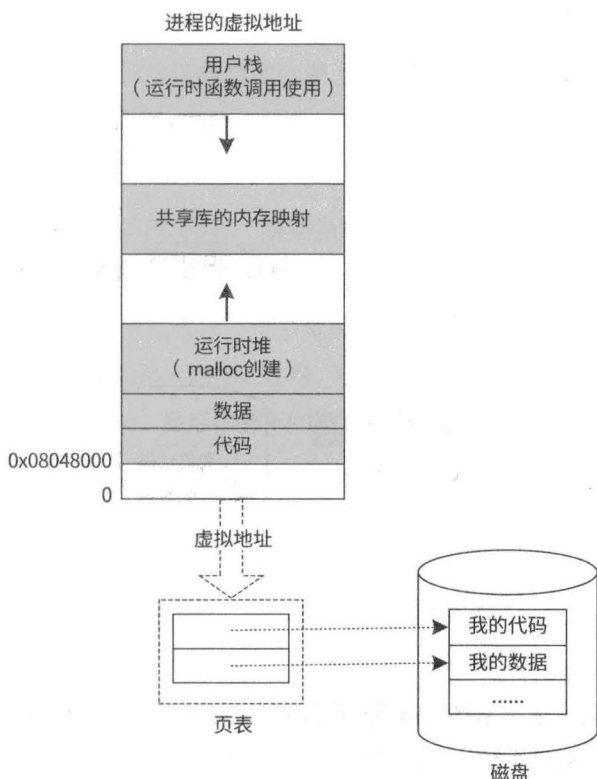 进程的虚拟地址
用户栈
（运行时函数调用使用）
共享库的内存映射
运行时堆
（ malloc创建）
数据
代码
0x08048000
0
虚拟地址
我的代码
我的数据
......
页表
磁盘